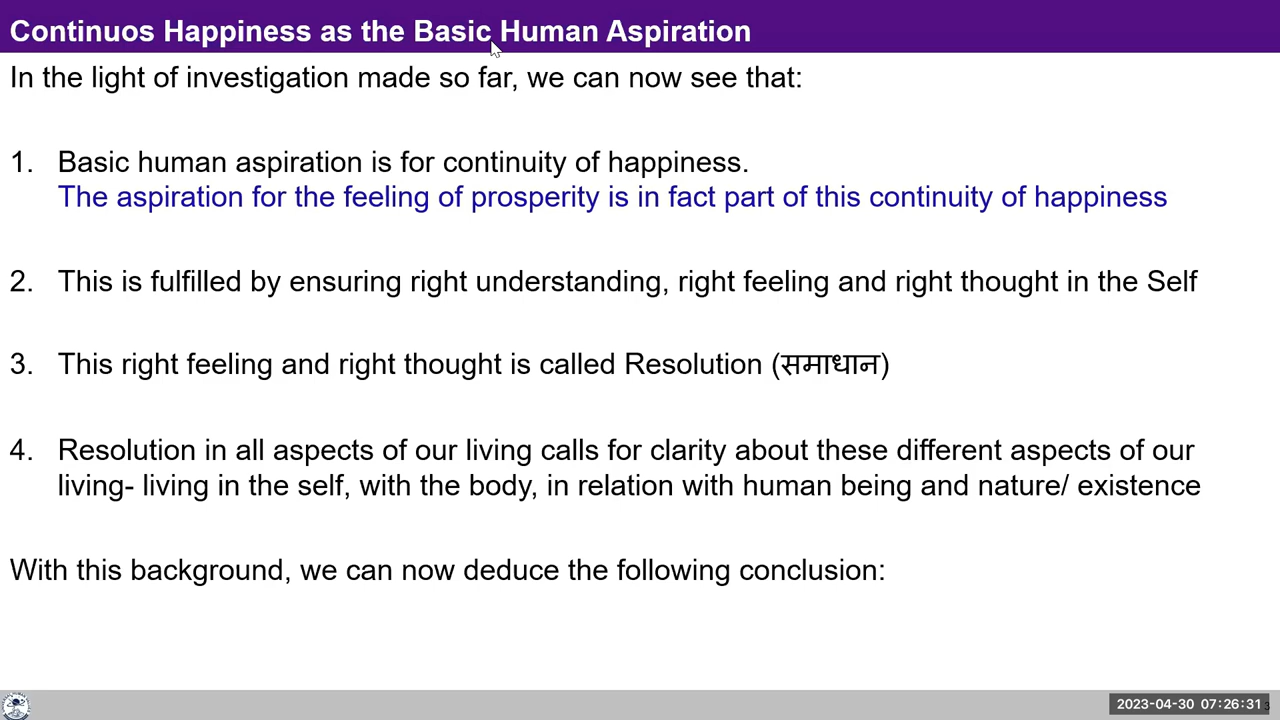 Continuos Happiness as the Basic Human Aspiration
In the light of investigation made so far, we can now see that:
1. Basic human aspiration is for continuity of happiness.
The aspiration for the feeling of prosperity is in fact part of this continuity of happiness
2. This is fulfilled by ensuring right understanding, right feeling and right thought in the Self
3. This right feeling and right thought is called Resolution (समाधान)
4. Resolution in all aspects of our living calls for clarity about these different aspects of our
living- living in the self, with the body, in relation with human being and nature/ existence
With this background, we can now deduce the following conclusion:
2023-04-30 07:26:31
3